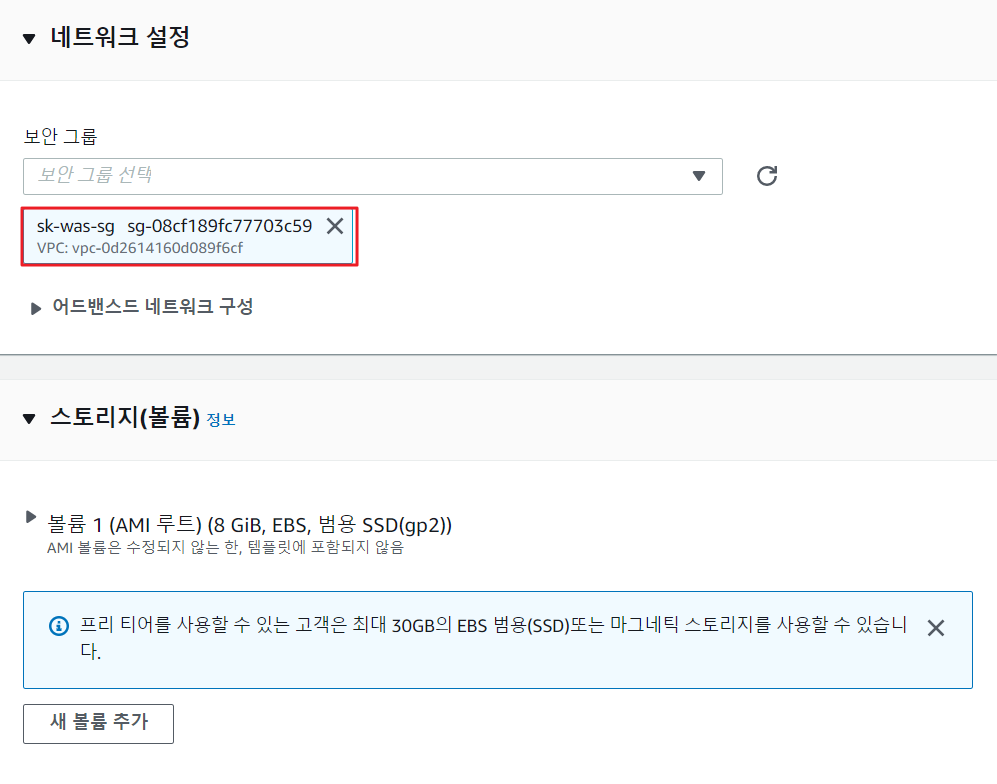 네트워크 설정
보안 그룹
보안 그룹 선택
sk-was-sg sg-08cf189fc77703c59
VPC: vpc-0d2614160d089f6cf
어드밴스드 네트워크 구성
스토리지(볼륨) 정보
볼륨 1 (AMI 루트) (8 GiB, EBS, 범용 SSD(gp2))
AMI 볼륨은 수정되지 않는 한, 템플릿에 포함되지 않음
프리 티어를 사용할 수 있는 고객은 최대 30GB의 EBS 범용(SSD)또는 마그네틱 스토리지를 사용할 수 있습니
다.
새 볼륨 추가